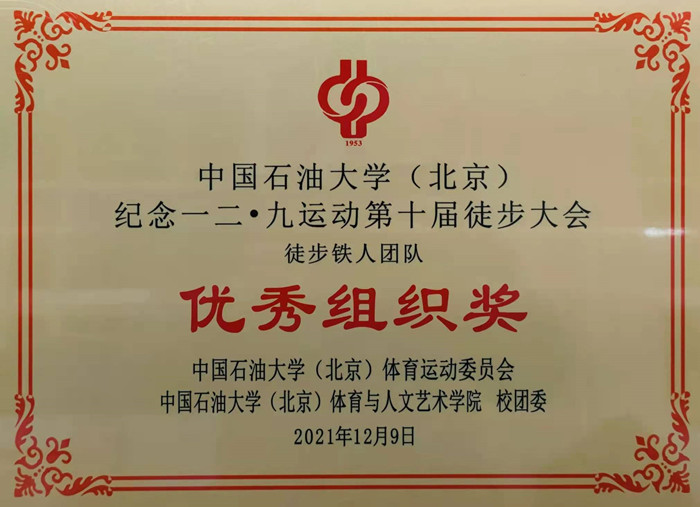 1953
中国石油大学（北京）
纪念一二·九运动第十届徒步大会
徒步铁人团队
优秀组织奖
中国石油大学（北京）体育运动委员会
中国石油大学（北京）体育与人文艺术学院 校团委
2021年12月9日